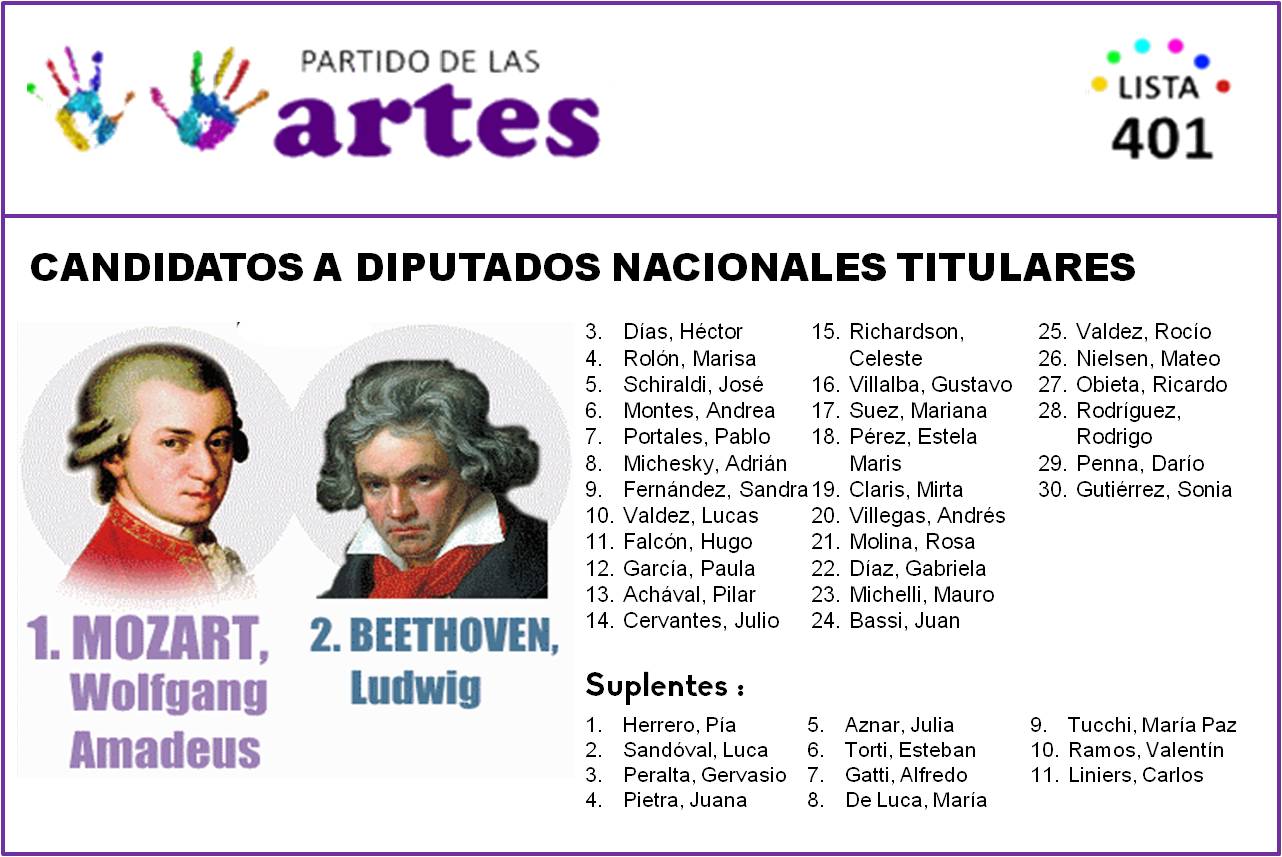 PARTIDO DE LAS
artes
LISTA
401
CANDIDATOS A DIPUTADOS NACIONALES TITULARES
1. MOZART,
Wolfgang
Amadeus
2. BEETHOVEN,
Ludwig
3. Días, Héctor
4. Rolón, Marisa
5. Schiraldi, José
6. Montes, Andrea
7. Portales, Pablo
8. Michesky, Adrián
9. Fernández, Sandra
10. Valdez, Lucas
11. Falcón, Hugo
12. García, Paula
13. Achával, Pilar
14. Cervantes, Julio
15. Richardson,
Celeste
16. Villalba, Gustavo
17. Suez, Mariana
18. Pérez, Estela
Maris
19. Claris, Mirta
20. Villegas, Andrés
21. Molina, Rosa
22. Díaz, Gabriela
23. Michelli, Mauro
24. Bassi, Juan
25. Valdez, Rocío
26. Nielsen, Mateo
27. Obieta, Ricardo
28. Rodríguez,
Rodrigo
29. Penna, Darío
30. Gutiérrez, Sonia
Suplentes :
1. Herrero, Pía
2. Sandóval, Luca
3. Peralta, Gervasio
4. Pietra, Juana
5. Aznar, Julia
6. Torti, Esteban
7. Gatti, Alfredo
8. De Luca, María
9. Tucchi, María Paz
10. Ramos, Valentín
11. Liniers, Carlos